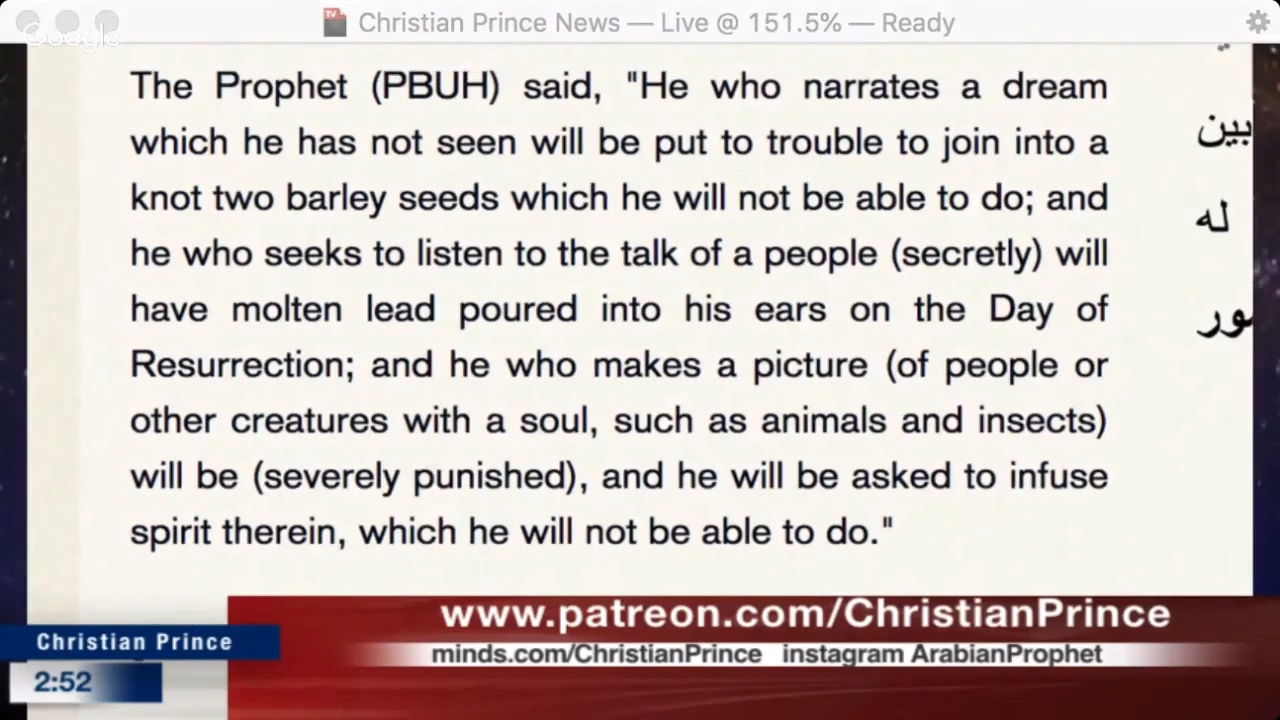 Christian Prince News — Live @ 151.5% — Ready
Google
The Prophet (PBUH) said, "He who narrates a dream
which he has not seen will be put to trouble to join into a
knot two barley seeds which he will not be able to do; and
he who seeks to listen to the talk of a people (secretly) will
have molten lead poured into his ears on the Day of
Resurrection; and he who makes a picture (of people or
other creatures with a soul, such as animals and insects)
will be (severely punished), and he will be asked to infuse
spirit therein, which he will not be able to do."
بين
له
www.patreon.com/ChristianPrince
Christian Prince
minds.com/ChristianPrince instagram ArabianProphet
2:52